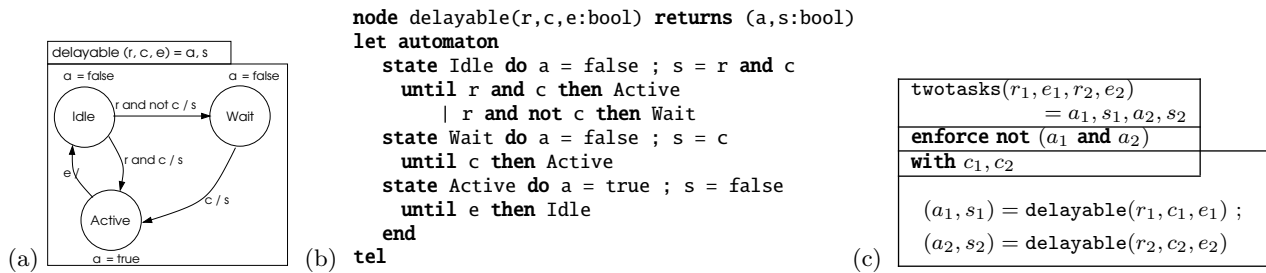 delayable (r, c, e) = a, s
a = false
a = false
Idle
r and not c / s
Wait
r and c / s
e /
c / s
Active
a = true
(a)
node delayable(r,c,e:bool) returns (a,s:bool)
let automaton
state Idle do a = false ; s = r and c
until r and c then Active
| r and not c then Wait
state Wait do a = false ; s = c
until c then Active
state Active do a = true ; s = false
until e then Idle
end
tel
(b)
twotasks(r₁, e₁, r₂, e₂)
= a₁, s₁, a₂, s₂
enforce not (a₁ and a₂)
with c₁, c₂
(a₁, s₁) = delayable(r₁, c₁, e₁) ;
(a₂, s₂) = delayable(r₂, c₂, e₂)
(c)